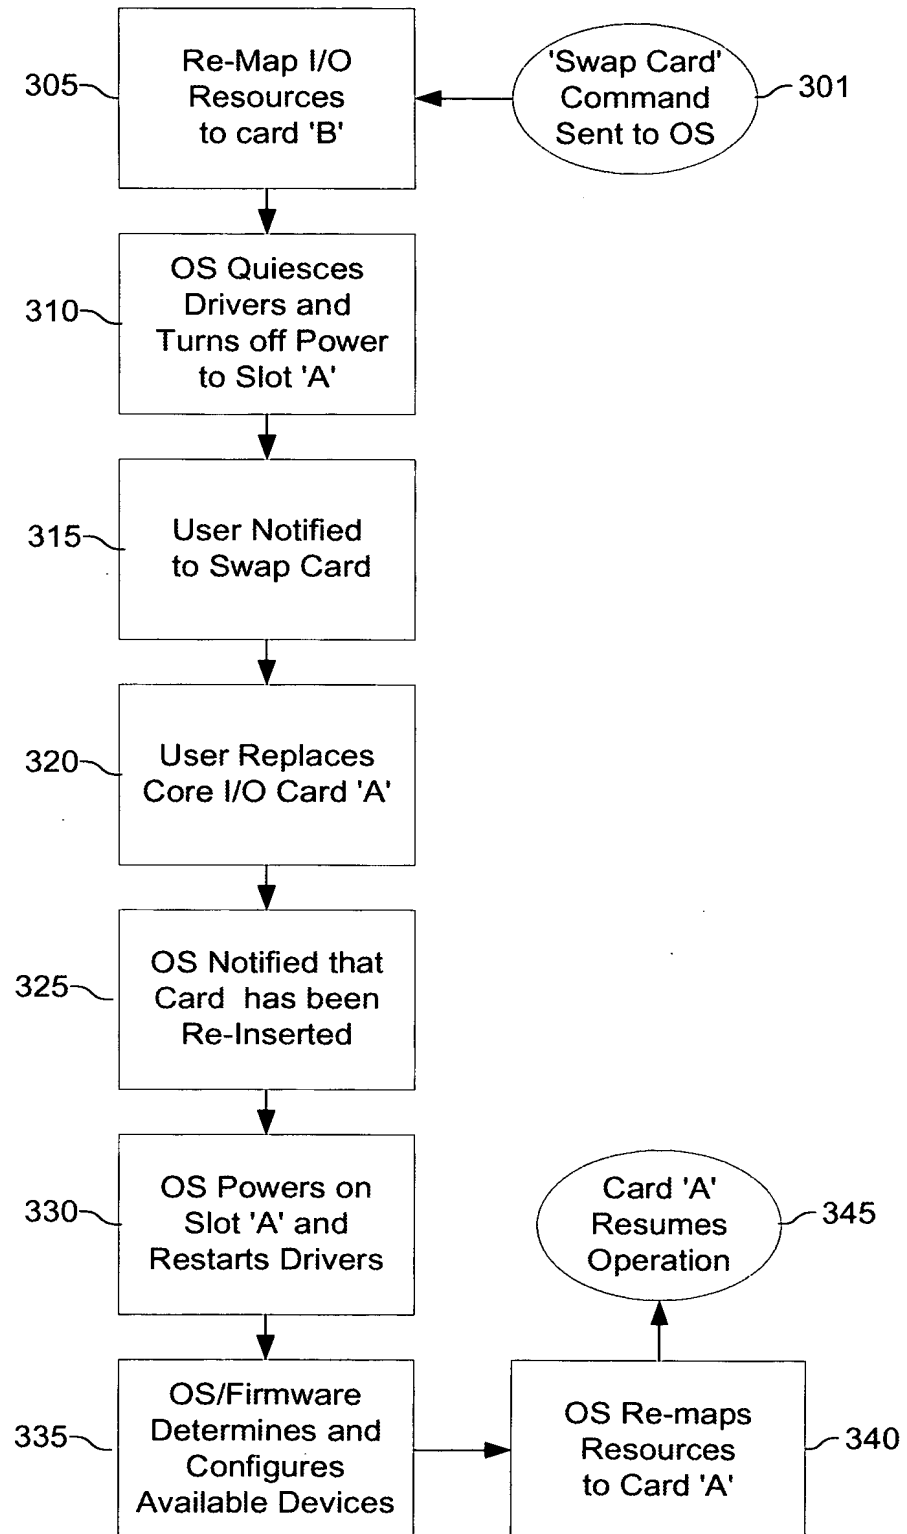 'Swap Card'
Command
Sent to OS
301
305
Re-Map I/O
Resources
to card 'B'
310
OS Quiesces
Drivers and
Turns off Power
to Slot 'A'
315
User Notified
to Swap Card
320
User Replaces
Core I/O Card 'A'
325
OS Notified that
Card has been
Re-Inserted
330
OS Powers on
Slot 'A' and
Restarts Drivers
335
OS/Firmware
Determines and
Configures
Available Devices
OS Re-maps
Resources
to Card 'A'
340
Card 'A'
Resumes
Operation
345